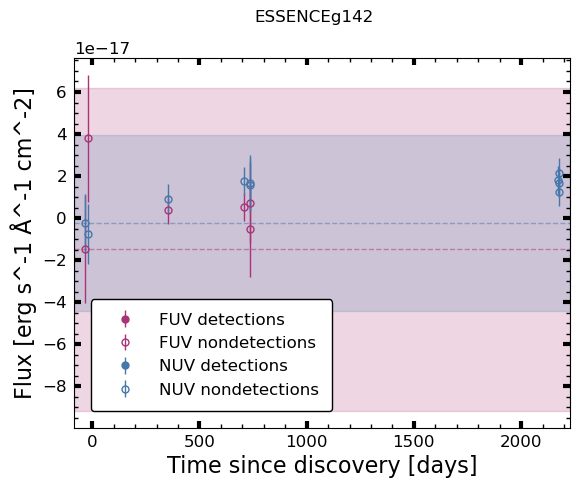 ESSENCEg142
1e−17
6
4
2
0
−2
−4
−6
−8
Flux [erg s^-1 Å^-1 cm^-2]
FUV detections
FUV nondetections
NUV detections
NUV nondetections
0 500 1000 1500 2000
Time since discovery [days]